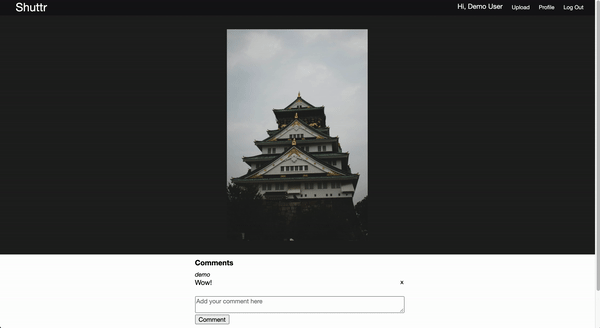 Shuttr
Hi, Demo User Upload Profile Log Out
Comments
demo
Wow! x
Add your comment here
Comment